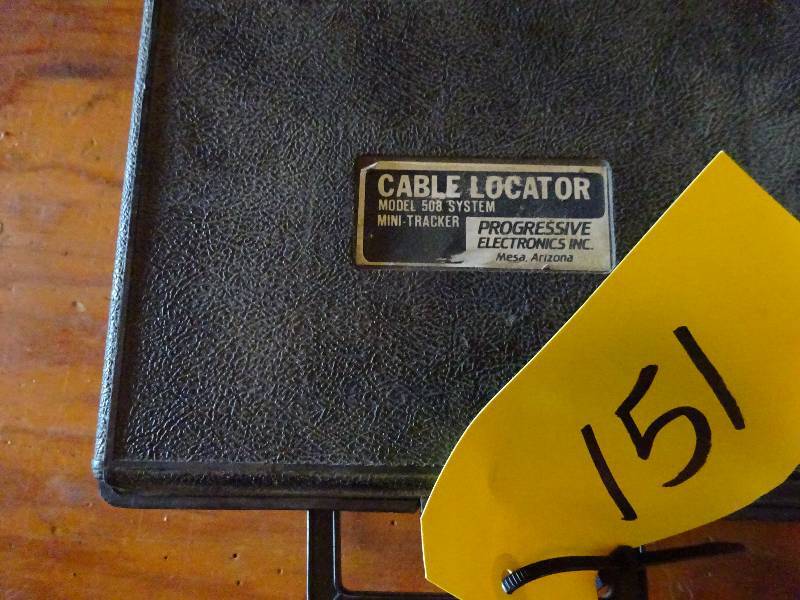 CABLE LOCATOR
MODEL 508 SYSTEM
MINI-TRACKER
PROGRESSIVE
ELECTRONICS INC.
Mesa, Arizona
151